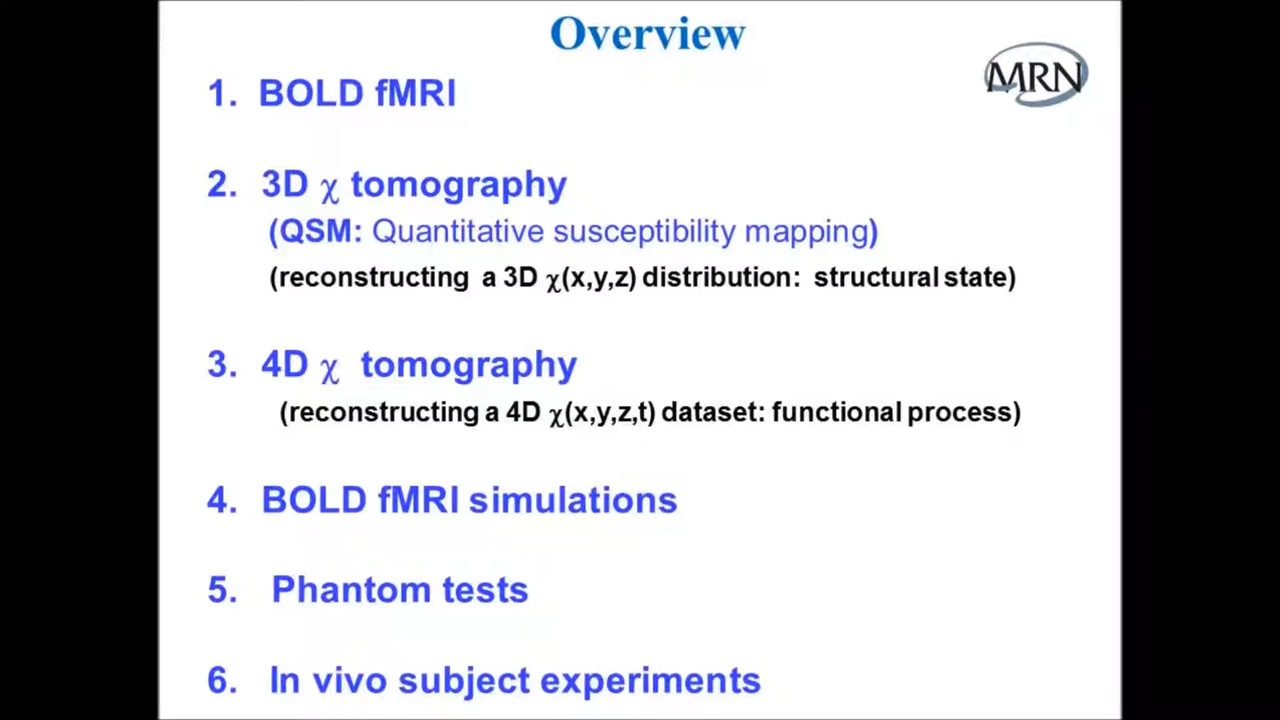 Overview
MRN
1. BOLD fMRI
2. 3D χ tomography
(QSM: Quantitative susceptibility mapping)
(reconstructing a 3D χ(x,y,z) distribution: structural state)
3. 4D χ tomography
(reconstructing a 4D χ(x,y,z,t) dataset: functional process)
4. BOLD fMRI simulations
5. Phantom tests
6. In vivo subject experiments